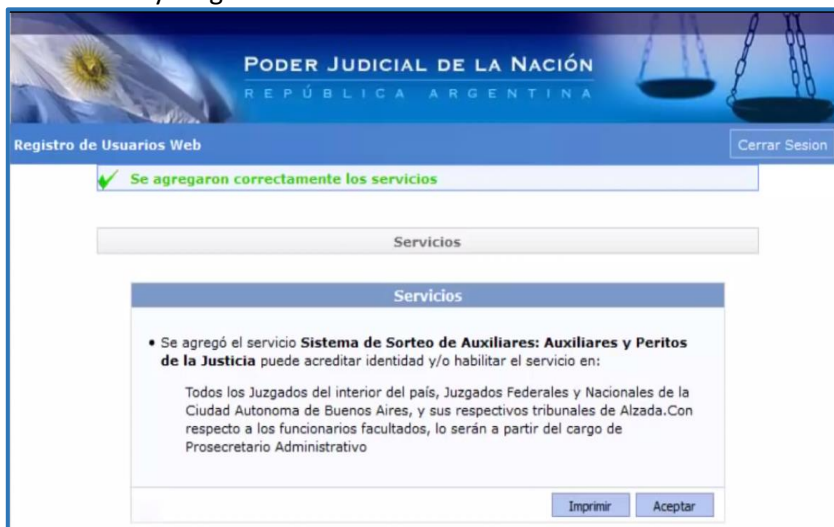 PODER JUDICIAL DE LA NACIÓN
REPÚBLICA ARGENTINA
Registro de Usuarios Web
Cerrar Sesion
Se agregaron correctamente los servicios
Servicios
Servicios
• Se agregó el servicio Sistema de Sorteo de Auxiliares: Auxiliares y Peritos
de la Justicia puede acreditar identidad y/o habilitar el servicio en:
Todos los Juzgados del interior del país, Juzgados Federales y Nacionales de la
Ciudad Autonoma de Buenos Aires, y sus respectivos tribunales de Alzada.Con
respecto a los funcionarios facultados, lo serán a partir del cargo de
Prosecretario Administrativo
Imprimir
Aceptar